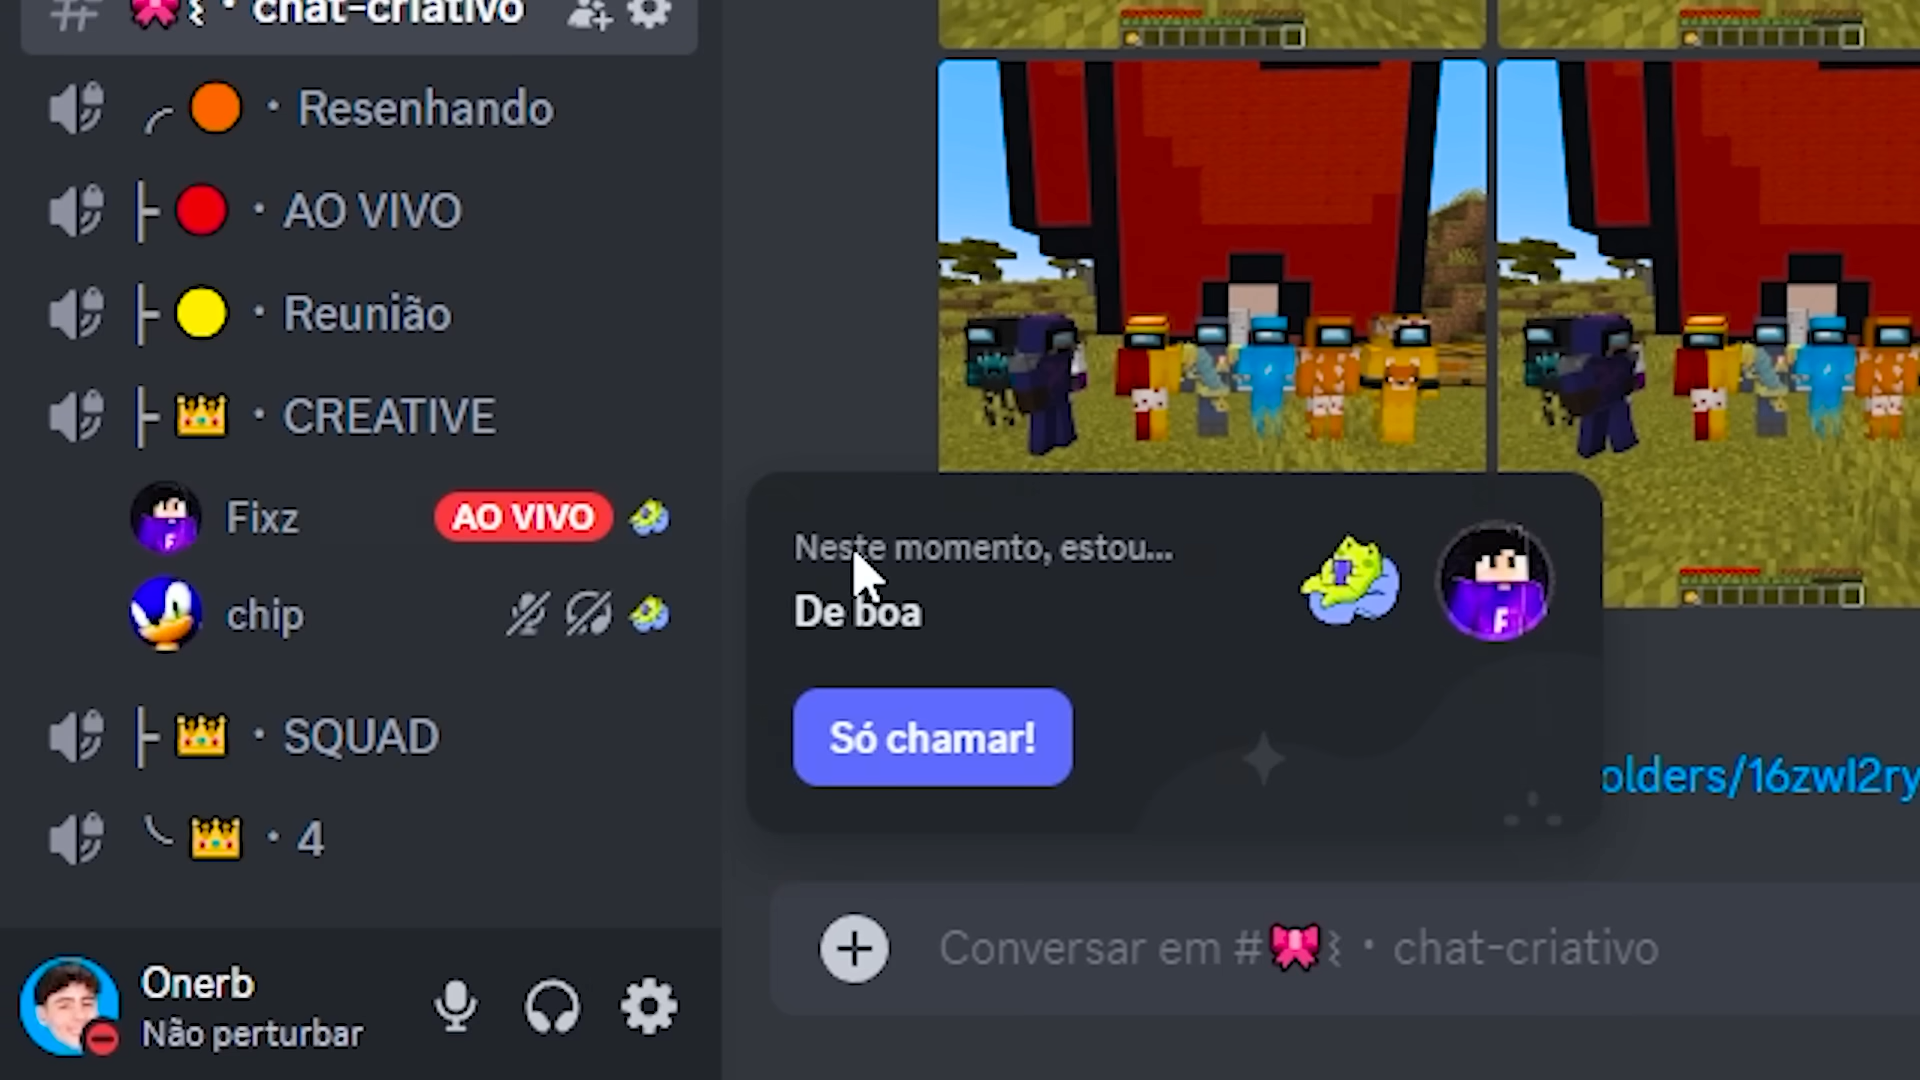 chat-criativo
Resenhando
AO VIVO
Reunião
CREATIVE
Fixz AO VIVO
chip
SQUAD
4
Onerb
Não perturbar
Neste momento, estou...
De boa
Só chamar!
olders/16zwI2ry
Conversar em # chat-criativo